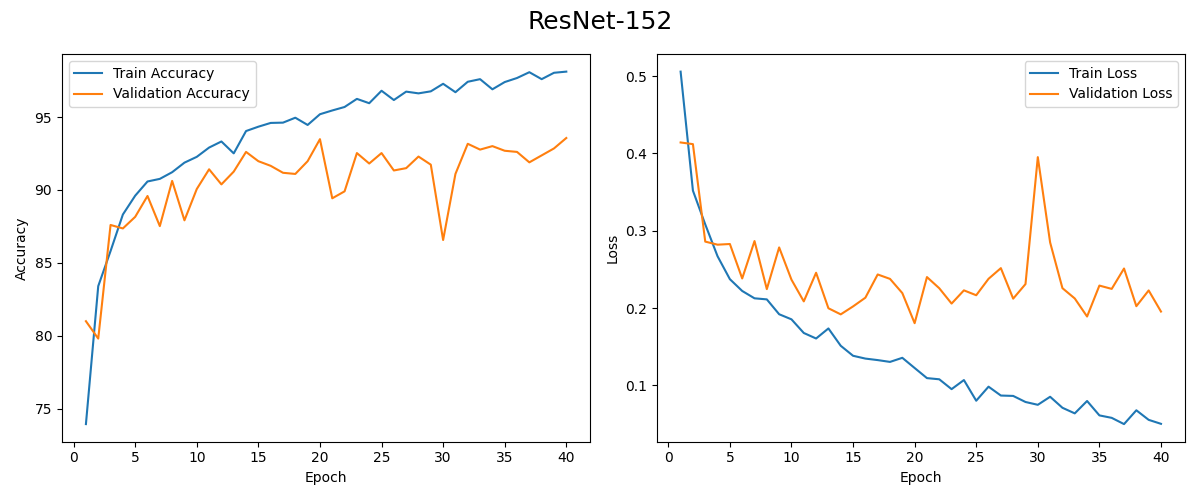 ResNet-152
Train Accuracy
Validation Accuracy
Accuracy
95
90
85
80
75
0 5 10 15 20 25 30 35 40
Epoch
Train Loss
Validation Loss
Loss
0.5
0.4
0.3
0.2
0.1
0 5 10 15 20 25 30 35 40
Epoch